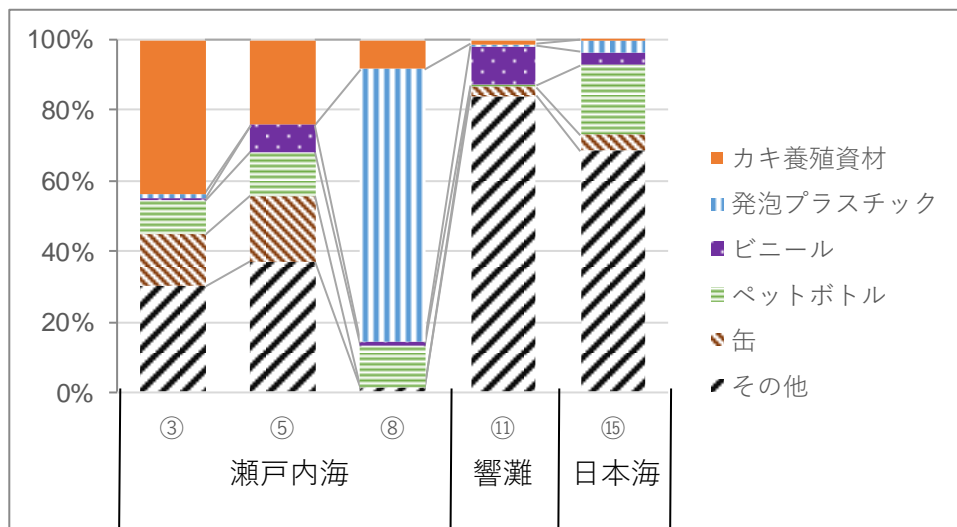 100%
80%
60%
40%
20%
0%
カキ養殖資材
発泡プラスチック
ビニール
ペットボトル
缶
その他
③ ⑤ ⑧ ⑪ ⑮
瀬戸内海 響灘 日本海